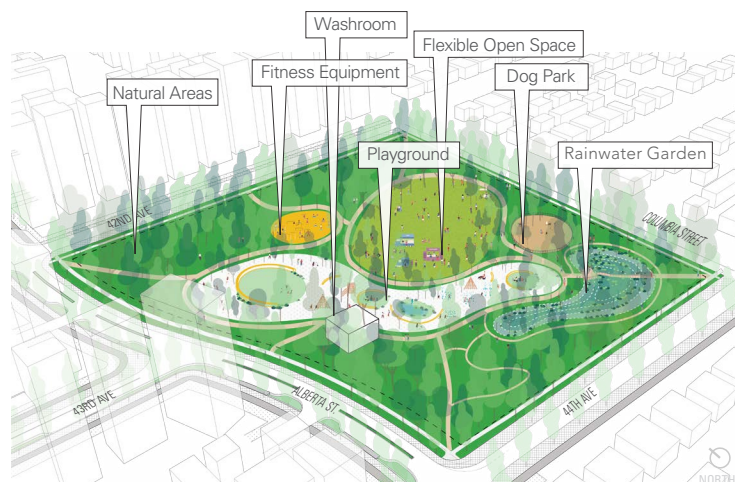 Washroom
Flexible Open Space
Fitness Equipment
Dog Park
Natural Areas
Playground
Rainwater Garden
42ND AVE
COLUMBIA STREET
43RD AVE
ALBERTA ST.
44TH AVE
NORTH